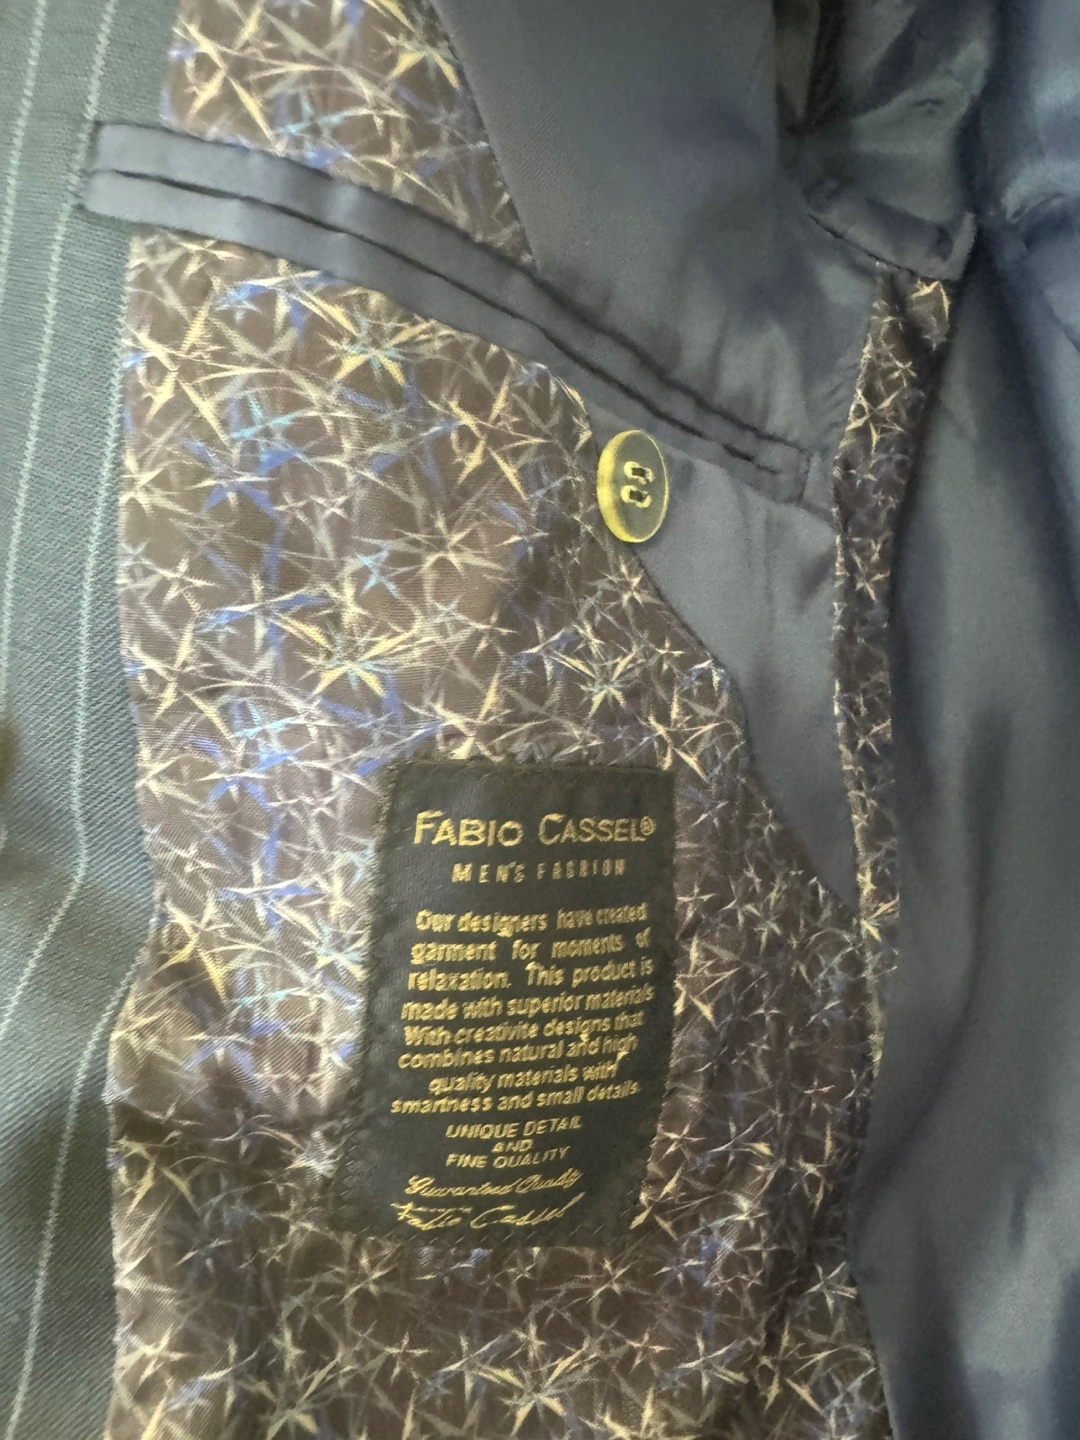 FABIO CASSEL®
MEN'S FASHION
Our designers have created
garment for moments of
relaxation. This product is
made with superior materials
With creativite designs that
combines natural and high
quality materials with
smartness and small details.
UNIQUE DETAIL
AND
FINE QUALITY
Guaranteed Quality
Fabio Cassel